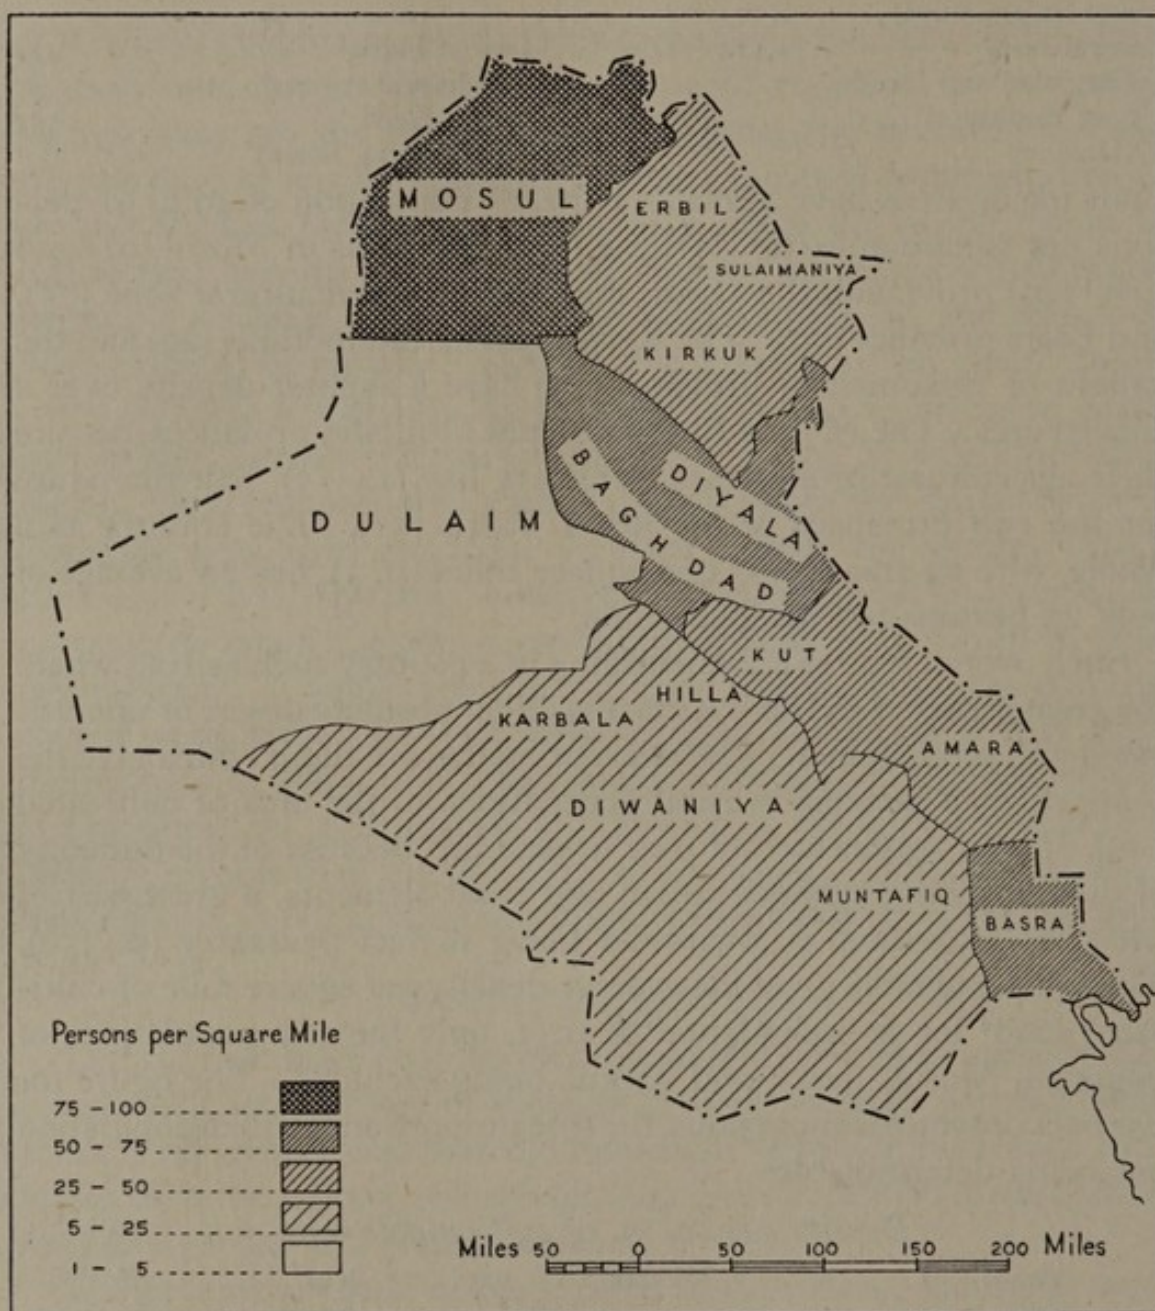 MOSUL
ERBIL
SULAIMANIYA
KIRKUK
DIYALA
BAGHDAD
DULAIM
KUT
HILLA
KARBALA
AMARA
DIWANIYA
MUNTAFIQ
BASRA
Persons per Square Mile
75 - 100
50 - 75
25 - 50
5 - 25
1 - 5
Miles 50 0 50 100 150 200 Miles